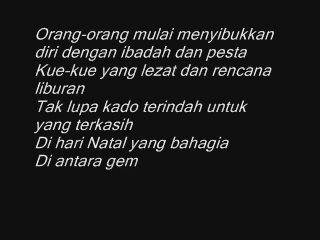 Orang-orang mulai menyibukkan
diri dengan ibadah dan pesta
Kue-kue yang lezat dan rencana
liburan
Tak lupa kado terindah untuk
yang terkasih
Di hari Natal yang bahagia
Di antara gem